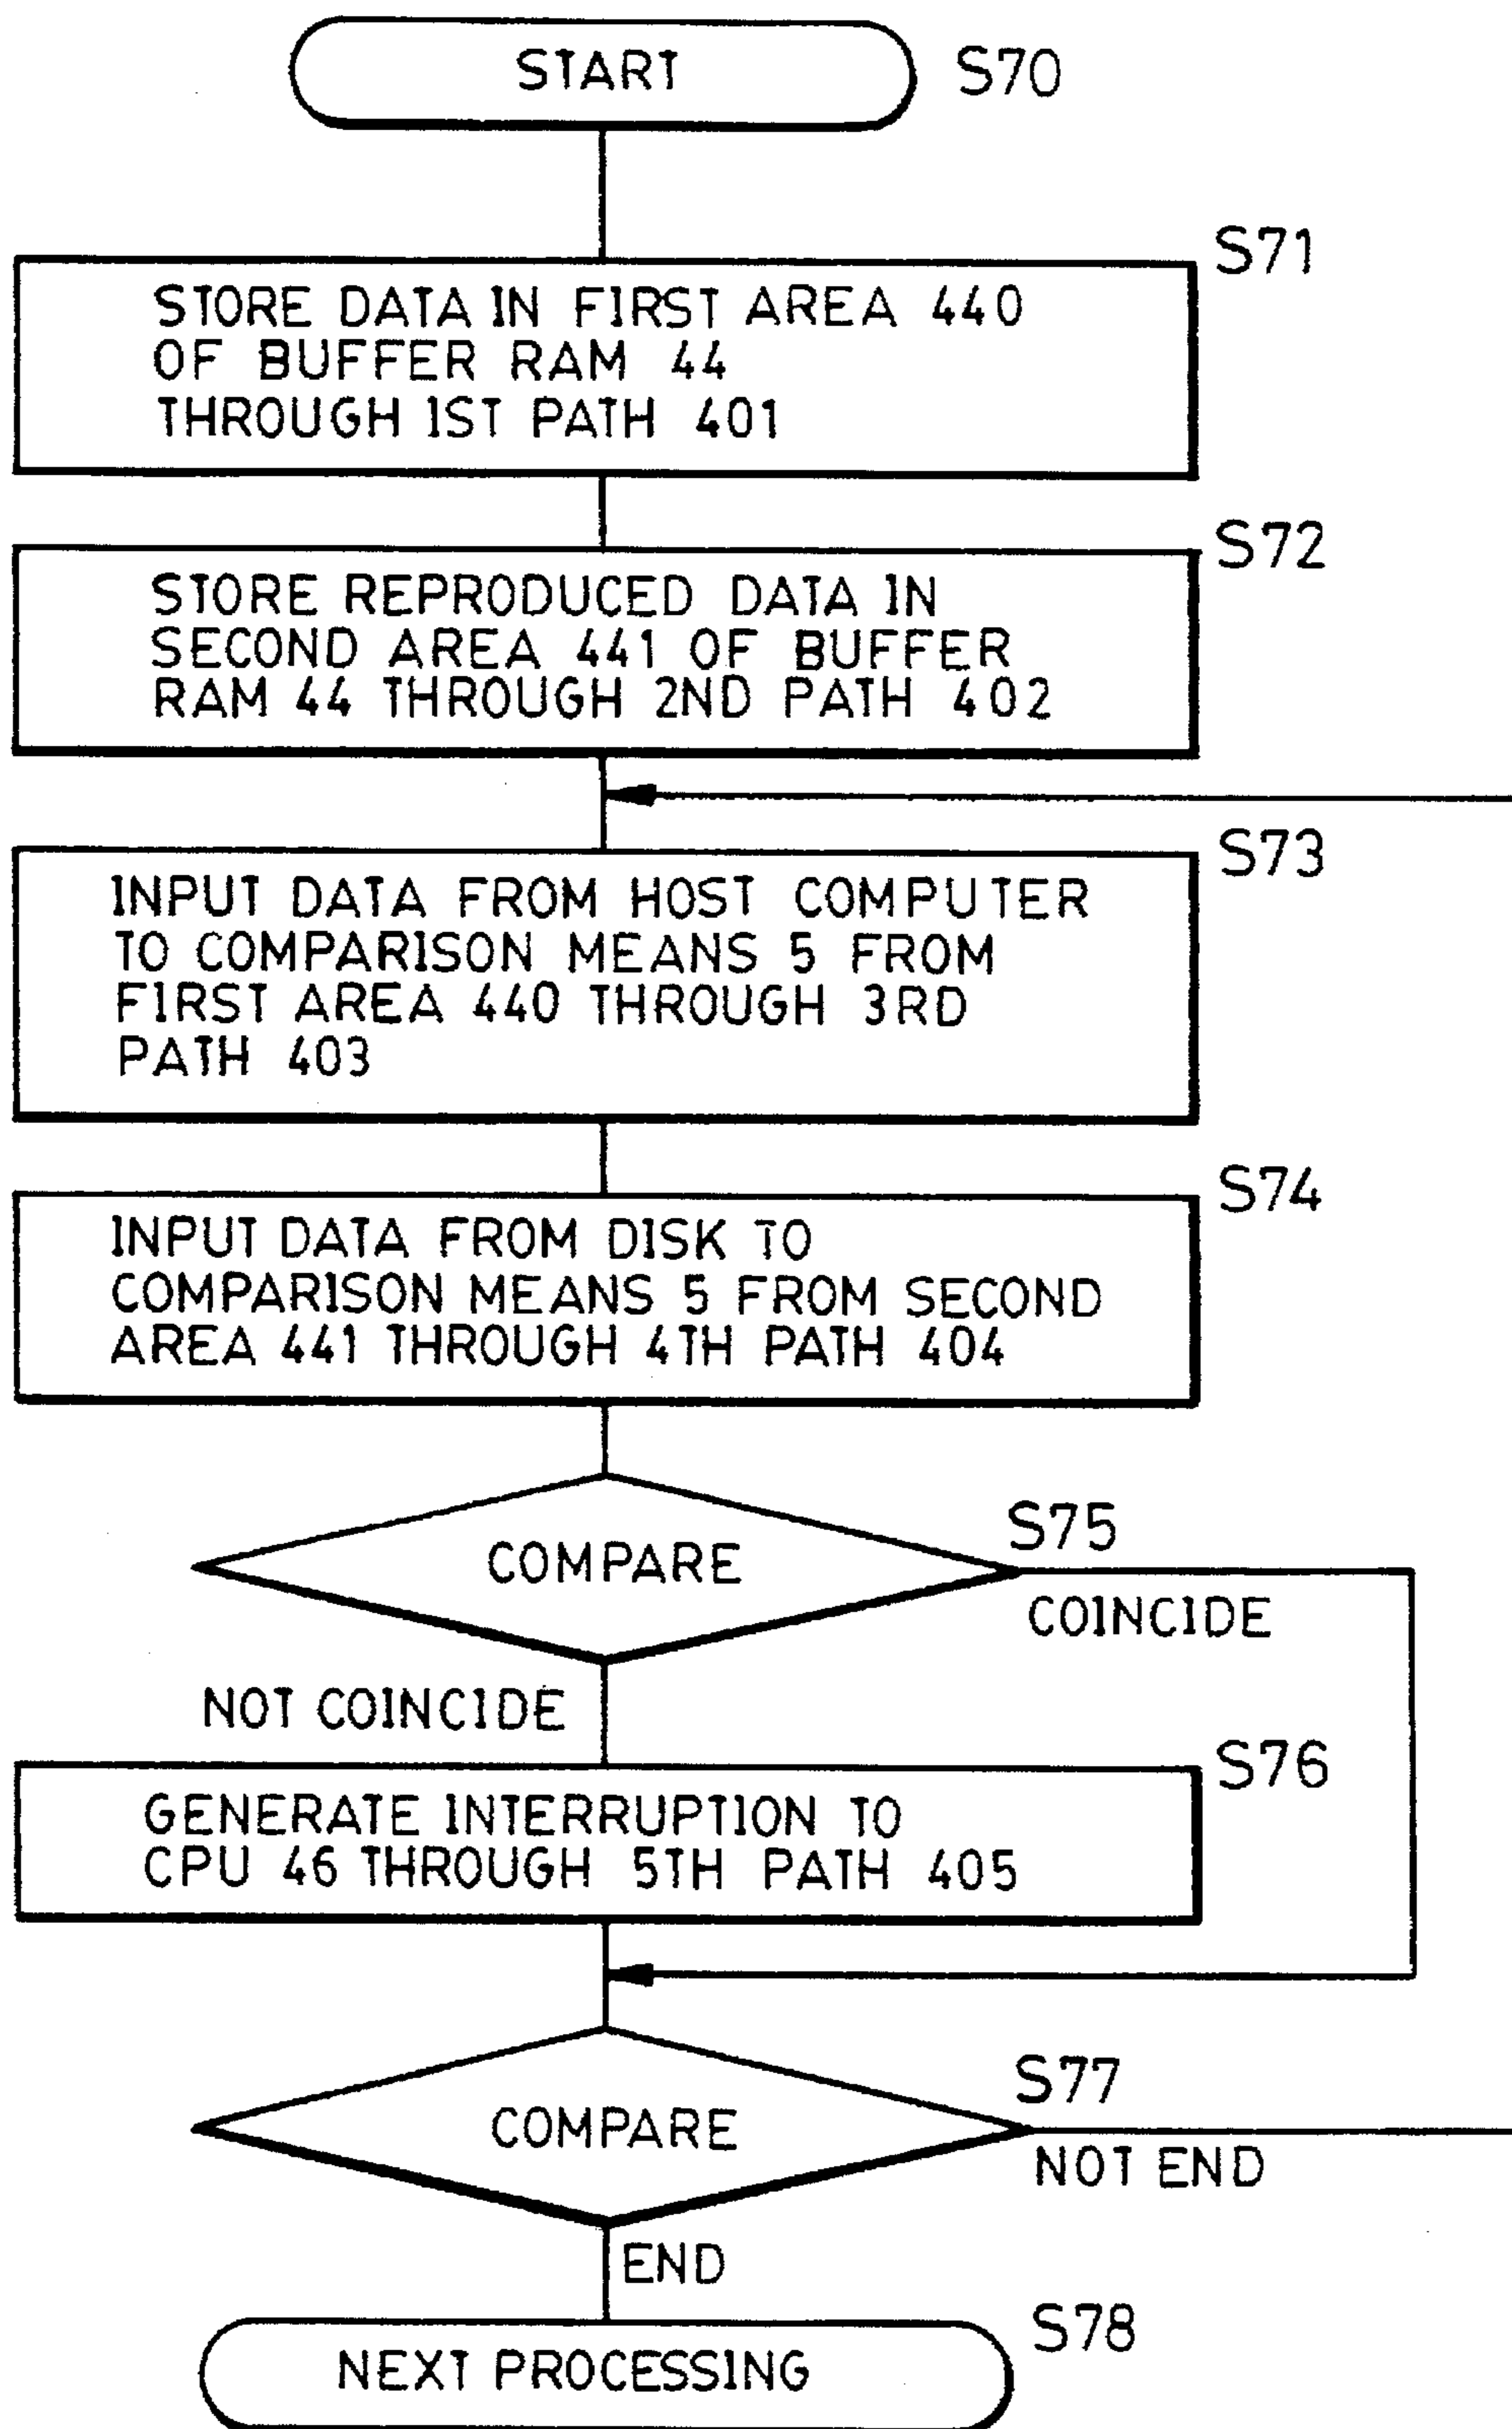 START
S70
S71
STORE DATA IN FIRST AREA 440
OF BUFFER RAM 44
THROUGH 1ST PATH 401
S72
STORE REPRODUCED DATA IN
SECOND AREA 441 OF BUFFER
RAM 44 THROUGH 2ND PATH 402
S73
INPUT DATA FROM HOST COMPUTER
TO COMPARISON MEANS 5 FROM
FIRST AREA 440 THROUGH 3RD
PATH 403
S74
INPUT DATA FROM DISK TO
COMPARISON MEANS 5 FROM SECOND
AREA 441 THROUGH 4TH PATH 404
S75
COMPARE
COINCIDE
NOT COINCIDE
S76
GENERATE INTERRUPTION TO
CPU 46 THROUGH 5TH PATH 405
S77
COMPARE
NOT END
END
S78
NEXT PROCESSING